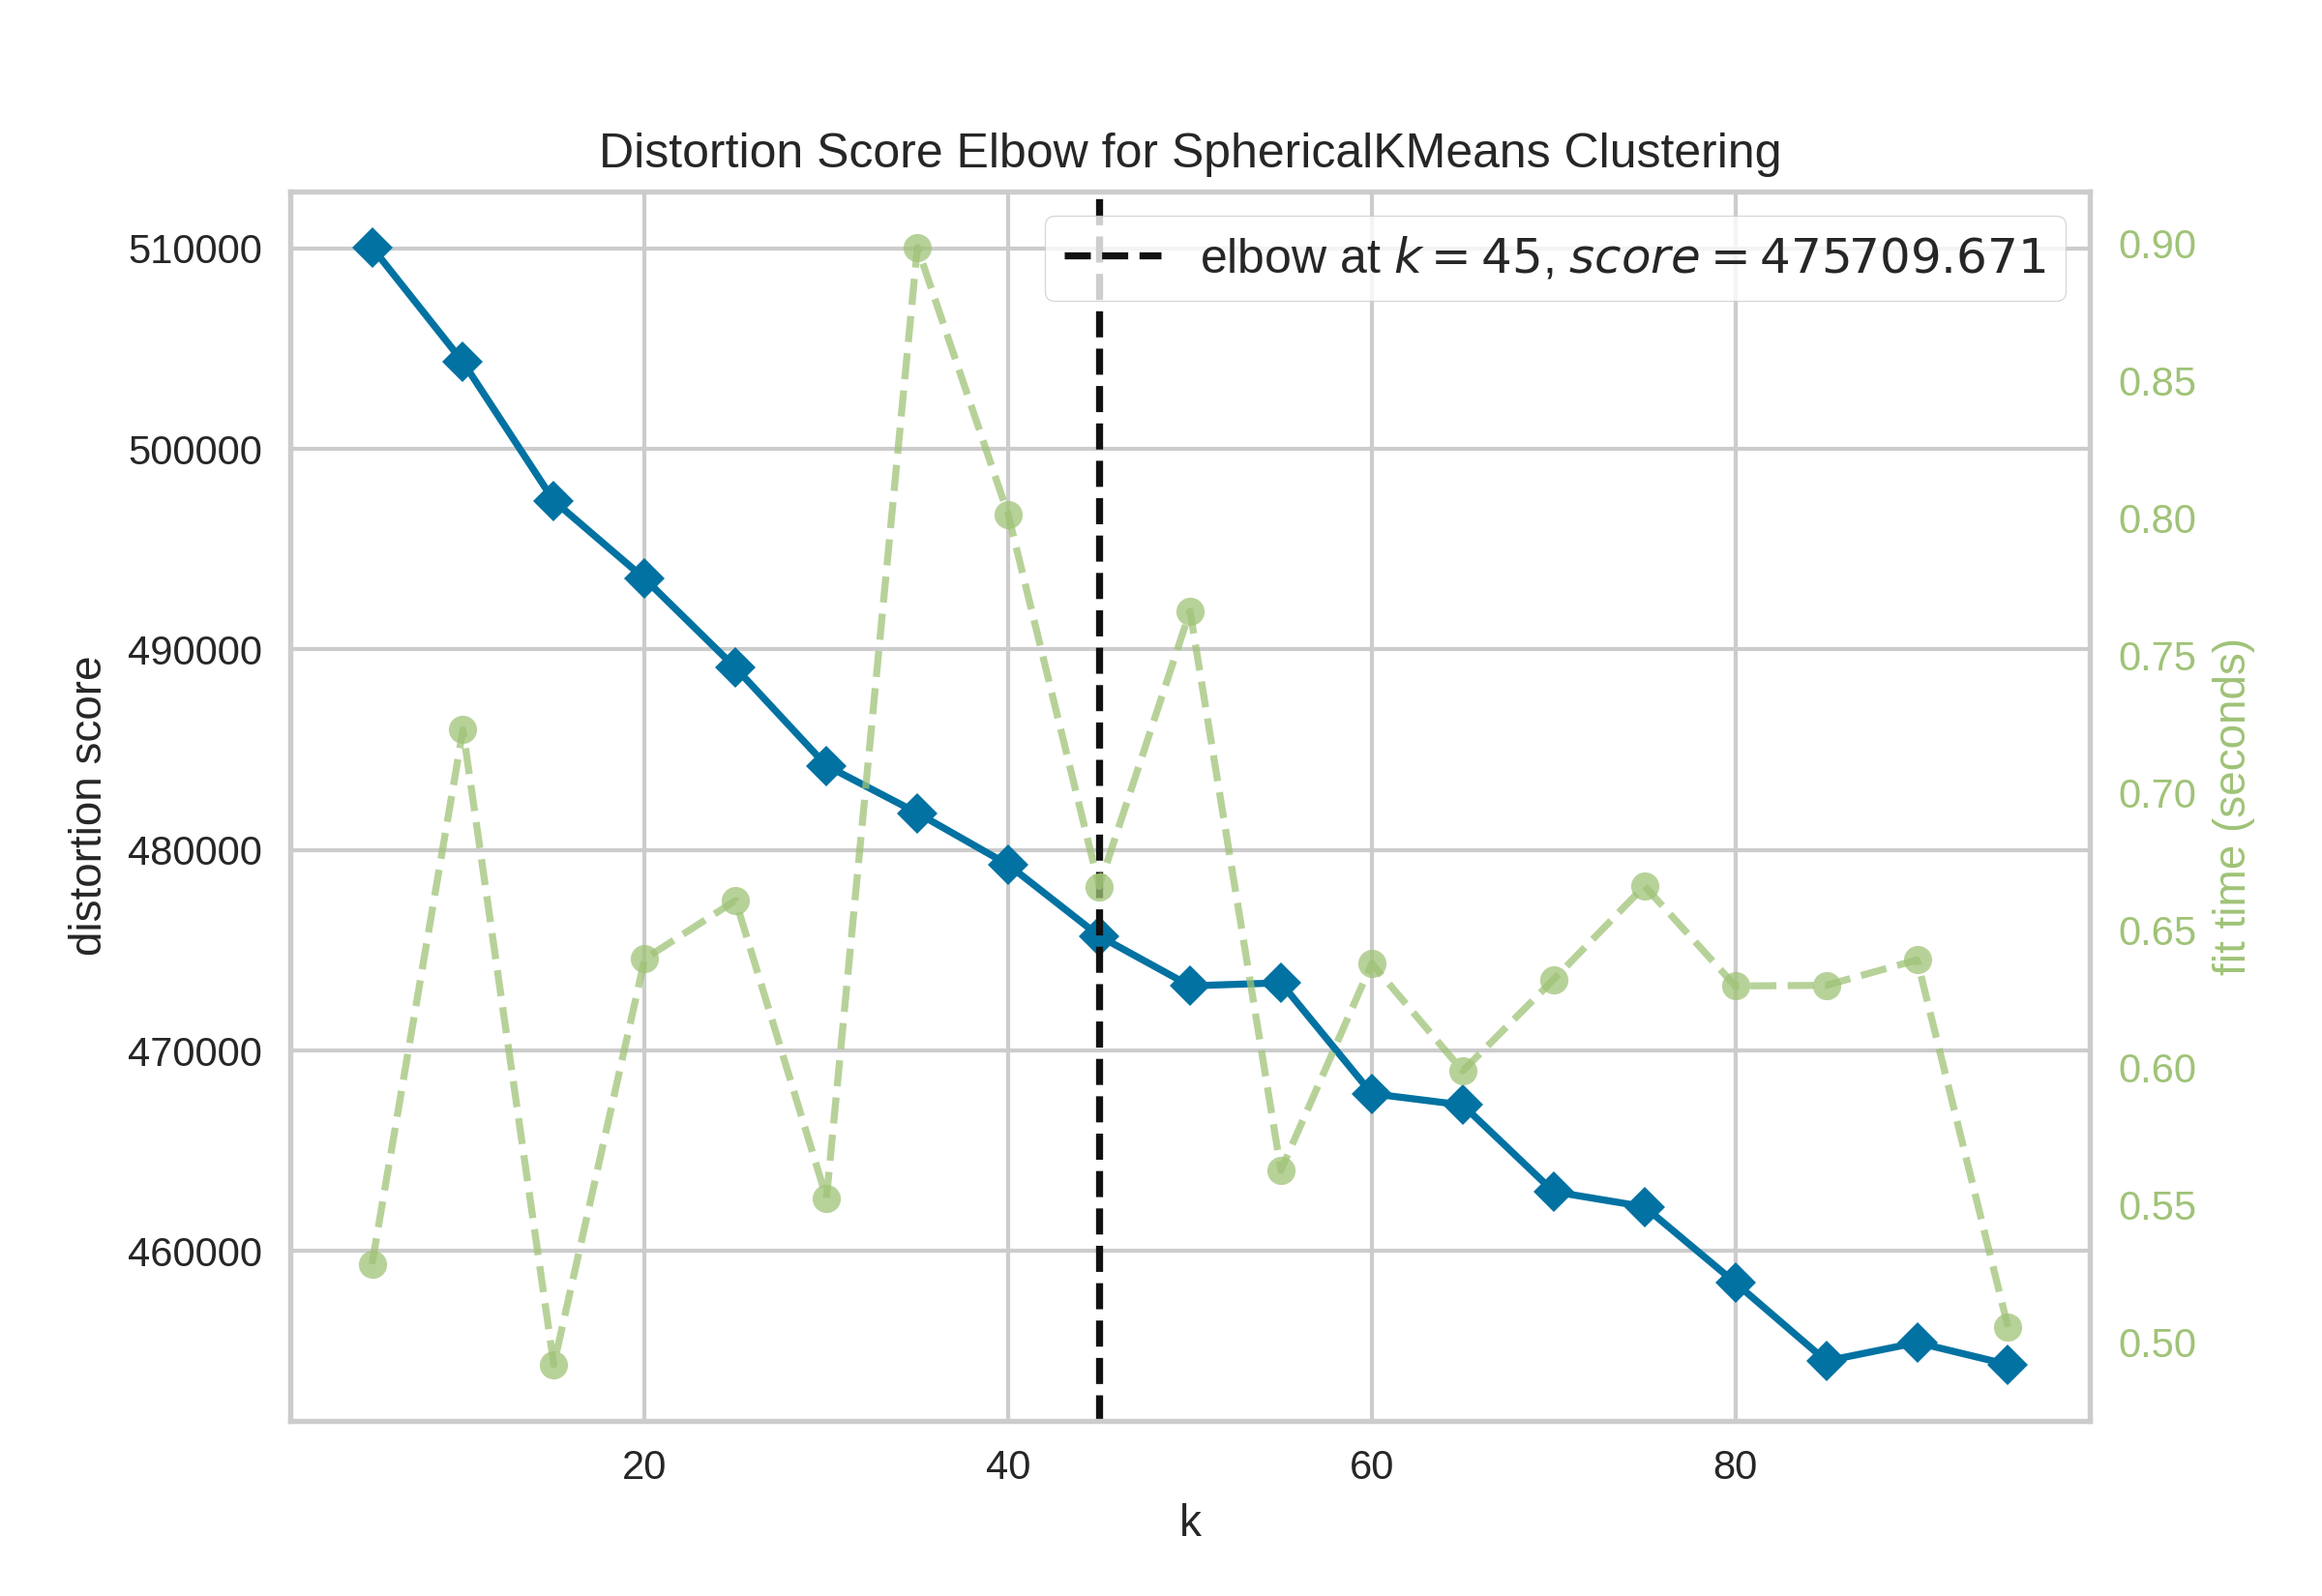 Distortion Score Elbow for SphericalKMeans Clustering
elbow at k = 45, score = 475709.671
510000
500000
490000
480000
470000
460000
distortion score
0.90
0.85
0.80
0.75
0.70
0.65
0.60
0.55
0.50
fit time (seconds)
20 40 60 80
k